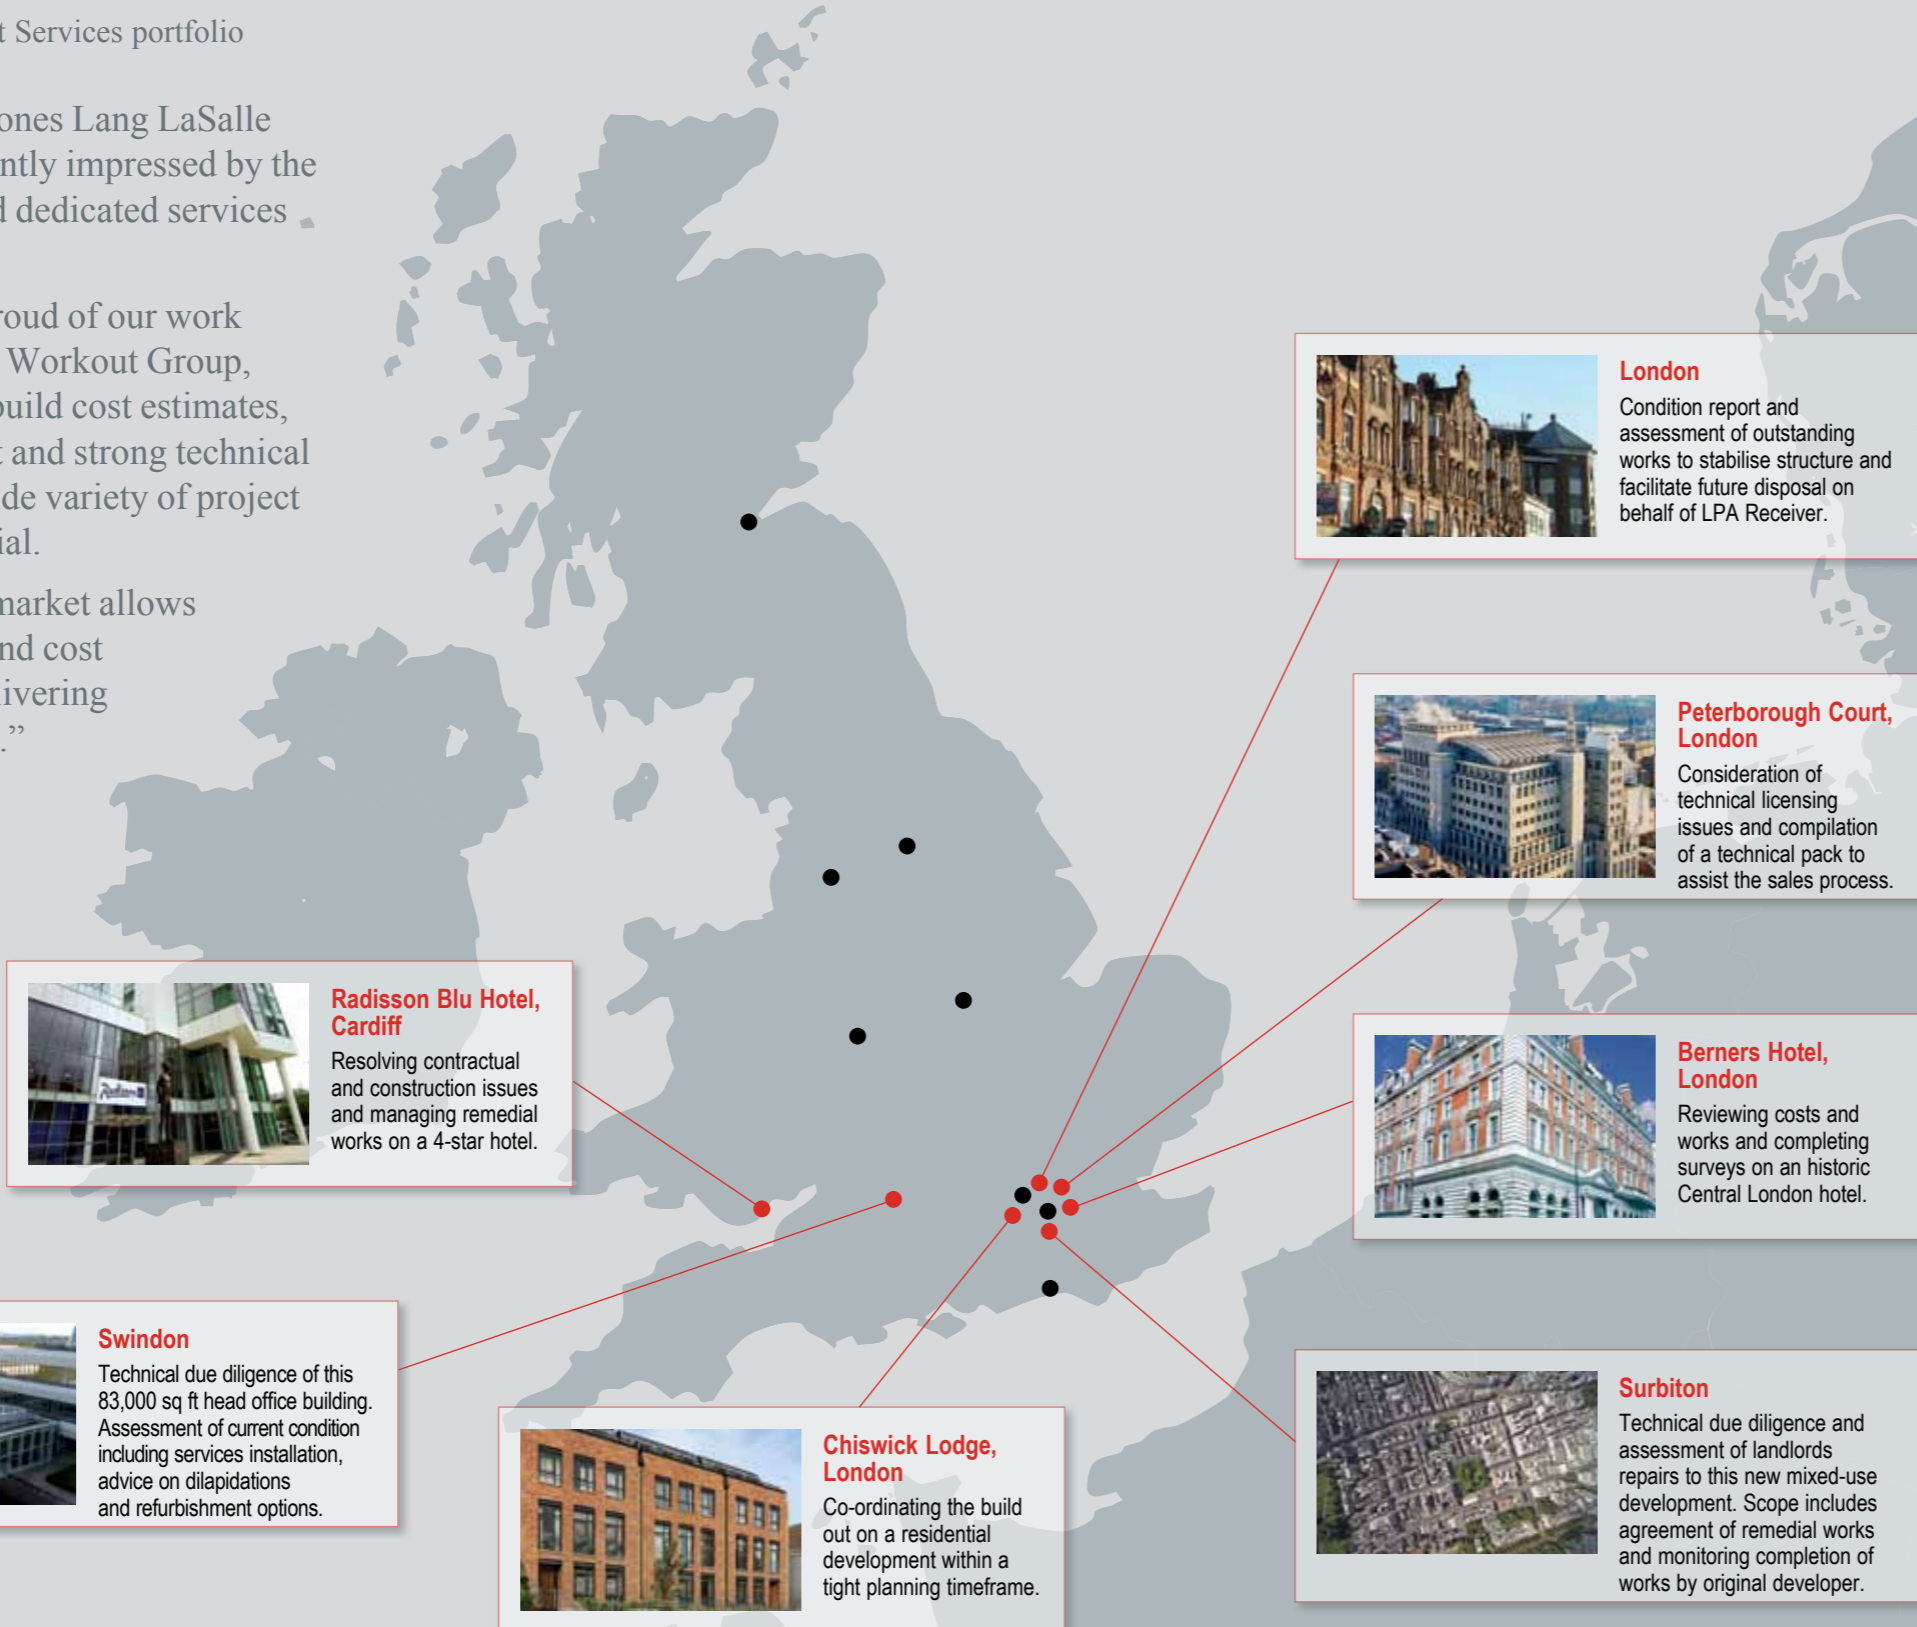 t Services portfolio
ones Lang LaSalle
ntly impressed by the
d dedicated services
roud of our work
Workout Group,
build cost estimates,
t and strong technical
de variety of project
ial.
market allows
nd cost
livering
.”
London
Condition report and
assessment of outstanding
works to stabilise structure and
facilitate future disposal on
behalf of LPA Receiver.
Peterborough Court,
London
Consideration of
technical licensing
issues and compilation
of a technical pack to
assist the sales process.
Radisson Blu Hotel,
Cardiff
Resolving contractual
and construction issues
and managing remedial
works on a 4-star hotel.
Radisson
Berners Hotel,
London
Reviewing costs and
works and completing
surveys on an historic
Central London hotel.
Swindon
Technical due diligence of this
83,000 sq ft head office building.
Assessment of current condition
including services installation,
advice on dilapidations
and refurbishment options.
Chiswick Lodge,
London
Co-ordinating the build
out on a residential
development within a
tight planning timeframe.
Surbiton
Technical due diligence and
assessment of landlords
repairs to this new mixed-use
development. Scope includes
agreement of remedial works
and monitoring completion of
works by original developer.